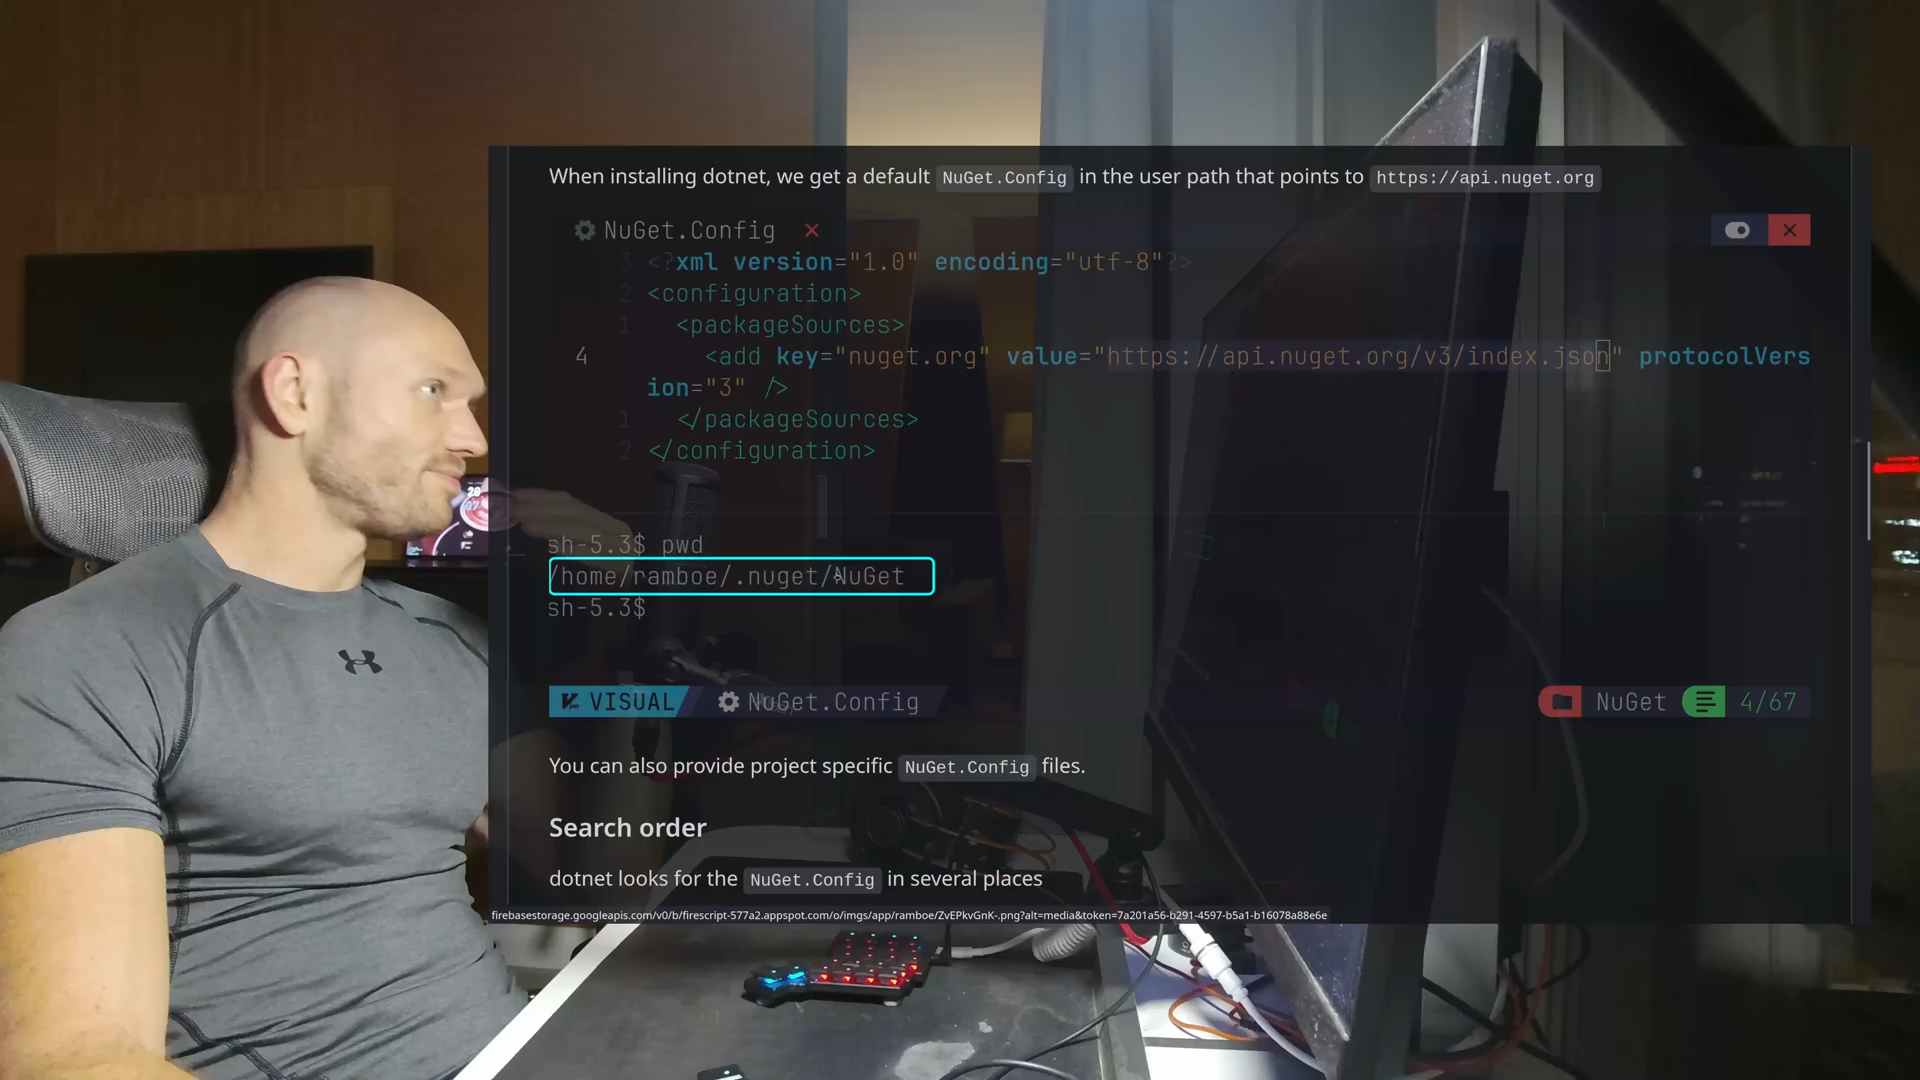 When installing dotnet, we get a default NuGet.Config in the user path that points to https://api.nuget.org
NuGet.Config
3 <?xml version="1.0" encoding="utf-8"?>
2 <configuration>
1 <packageSources>
4 <add key="nuget.org" value="https://api.nuget.org/v3/index.json" protocolVers
ion="3" />
1 </packageSources>
2 </configuration>
sh-5.3$ pwd
/home/ramboe/.nuget/NuGet
sh-5.3$
VISUAL NuGet.Config NuGet 4/67
You can also provide project specific NuGet.Config files.
Search order
dotnet looks for the NuGet.Config in several places
firebasestorage.googleapis.com/v0/b/firescript-577a2.appspot.com/o/imgs/app/ramboe/ZvEPkvGnK-.png?alt=media&token=7a201a56-b291-4597-b5a1-b16078a88e6e